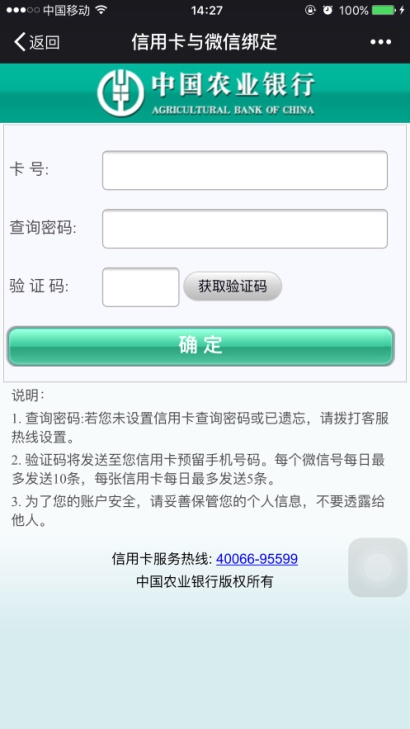 中国移动 14:27 100%
返回 信用卡与微信绑定
中国农业银行
AGRICULTURAL BANK OF CHINA
卡 号:
查询密码:
验 证 码: 获取验证码
确 定
说明：
1. 查询密码:若您未设置信用卡查询密码或已遗忘，请拨打客服
热线设置。
2. 验证码将发送至您信用卡预留手机号码。每个微信号每日最
多发送10条，每张信用卡每日最多发送5条。
3. 为了您的账户安全，请妥善保管您的个人信息，不要透露给
他人。
信用卡服务热线: 40066-95599
中国农业银行版权所有